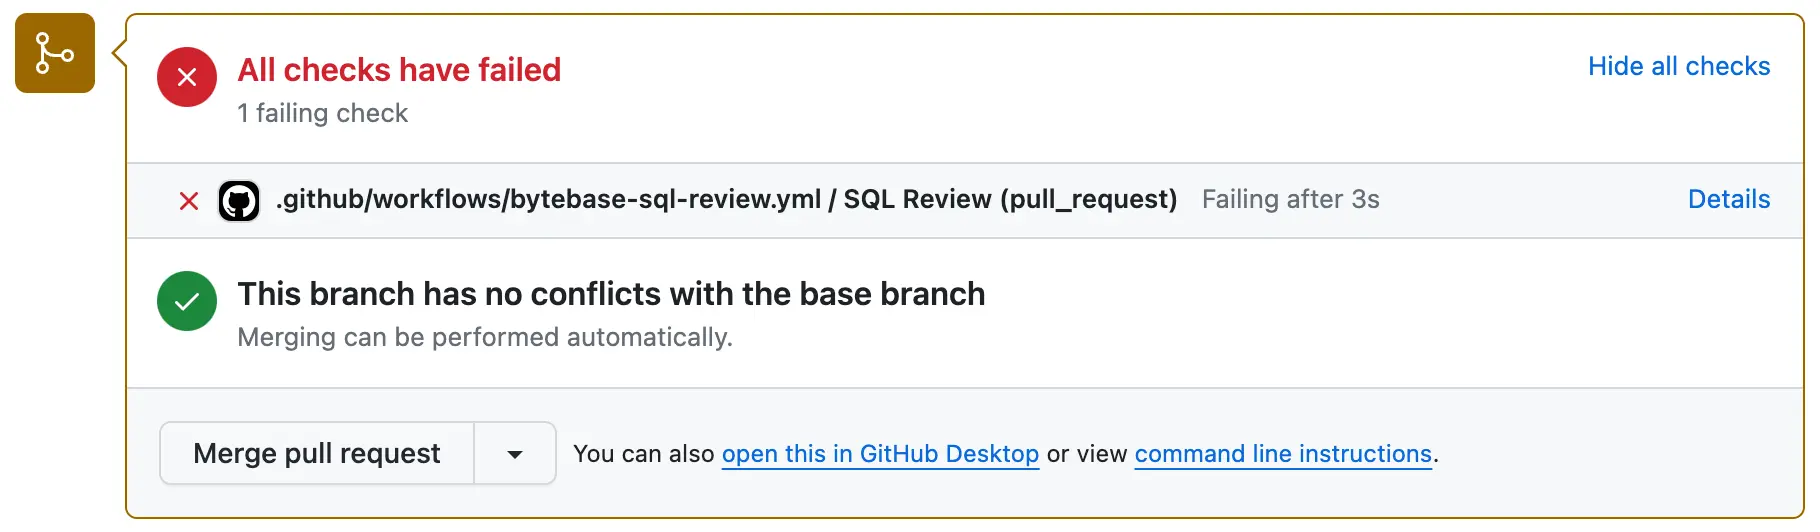 All checks have failed
Hide all checks
1 failing check
.github/workflows/bytebase-sql-review.yml / SQL Review (pull_request) Failing after 3s
Details
This branch has no conflicts with the base branch
Merging can be performed automatically.
Merge pull request
You can also open this in GitHub Desktop or view command line instructions.